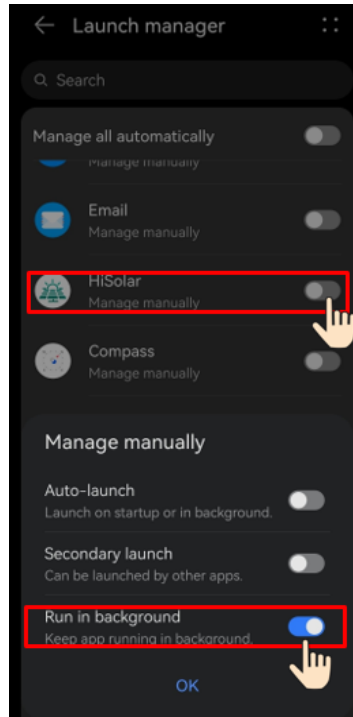 Launch manager
Search
Manage all automatically
Manage manually
Email
Manage manually
HiSolar
Manage manually
Compass
Manage manually
Manage manually
Auto-launch
Launch on startup or in background.
Secondary launch
Can be launched by other apps.
Run in background
Keep app running in background.
OK